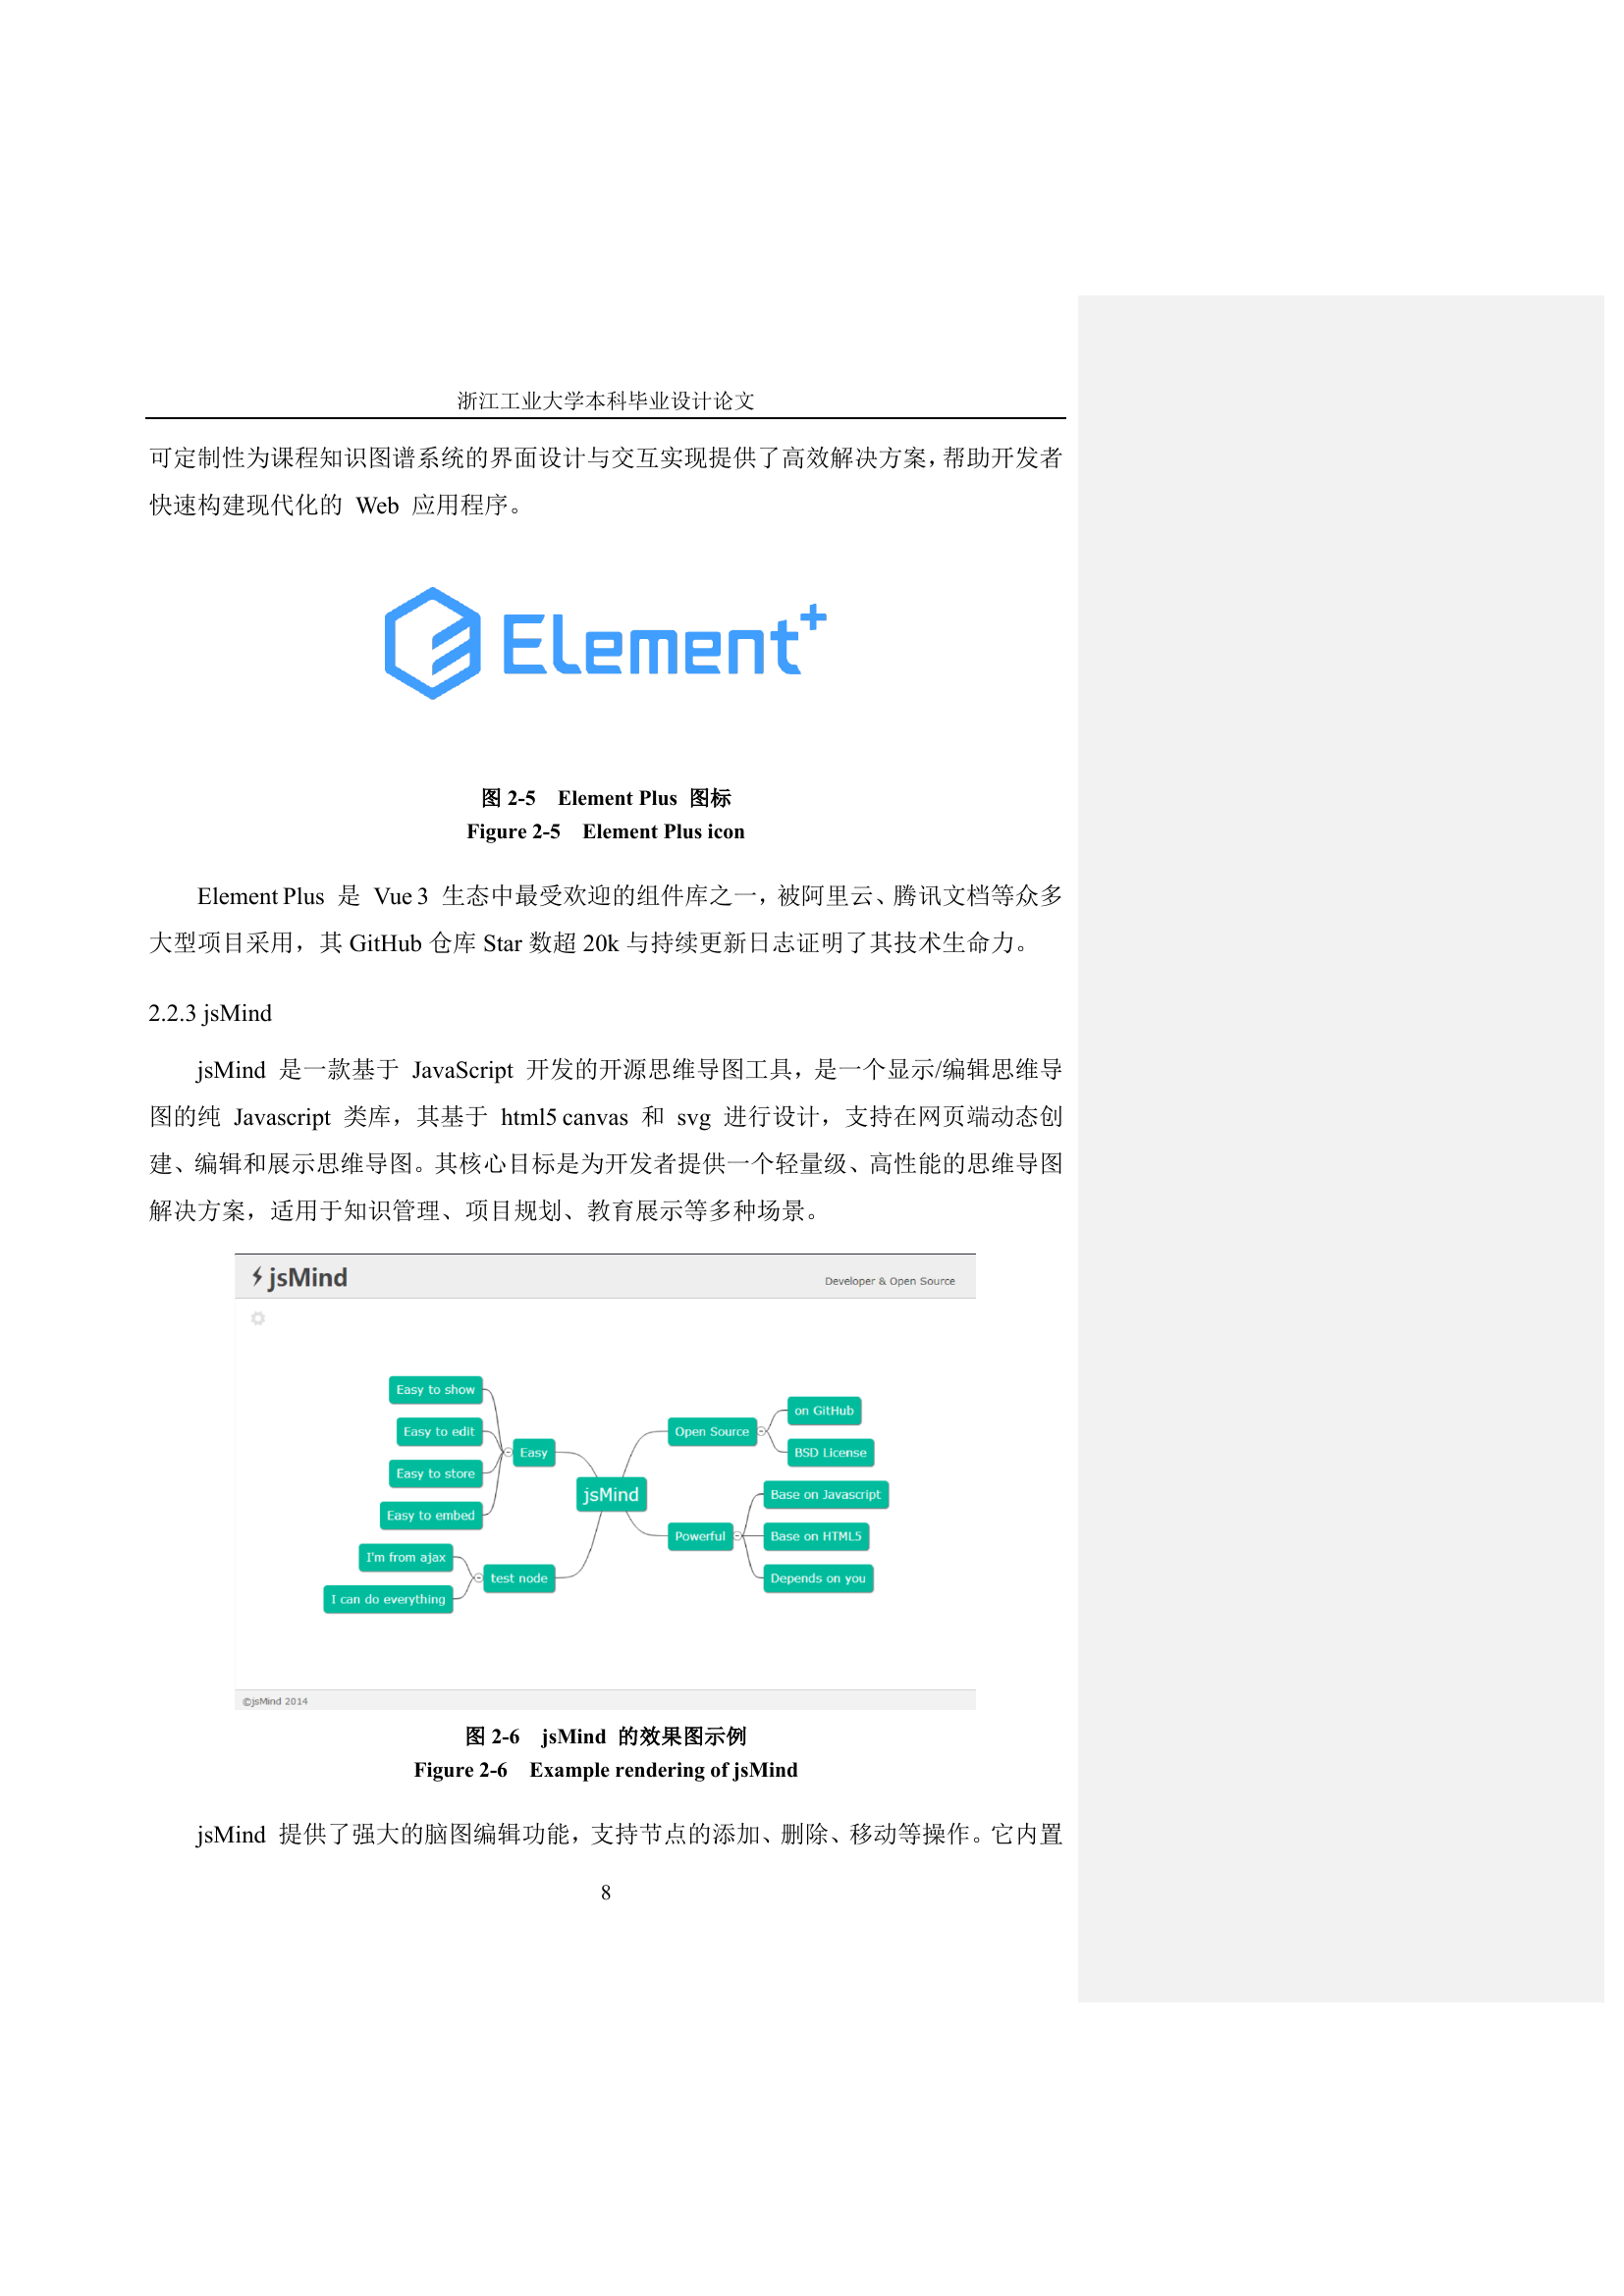 浙江工业大学本科毕业设计论文
可定制性为课程知识图谱系统的界面设计与交互实现提供了高效解决方案，帮助开发者
快速构建现代化的 Web 应用程序。
Element+
图 2-5 Element Plus 图标
Figure 2-5 Element Plus icon
Element Plus 是 Vue 3 生态中最受欢迎的组件库之一，被阿里云、腾讯文档等众多
大型项目采用，其 GitHub 仓库 Star 数超 20k 与持续更新日志证明了其技术生命力。
2.2.3 jsMind
jsMind 是一款基于 JavaScript 开发的开源思维导图工具，是一个显示/编辑思维导
图的纯 Javascript 类库，其基于 html5 canvas 和 svg 进行设计，支持在网页端动态创
建、编辑和展示思维导图。其核心目标是为开发者提供一个轻量级、高性能的思维导图
解决方案，适用于知识管理、项目规划、教育展示等多种场景。
jsMind
Developer & Open Source
Easy to show
Easy to edit
Easy to store
Easy to embed
Easy
I'm from ajax
I can do everything
test node
jsMind
Open Source
on GitHub
BSD License
Powerful
Base on Javascript
Base on HTML5
Depends on you
©jsMind 2014
图 2-6 jsMind 的效果图示例
Figure 2-6 Example rendering of jsMind
jsMind 提供了强大的脑图编辑功能，支持节点的添加、删除、移动等操作。它内置
8